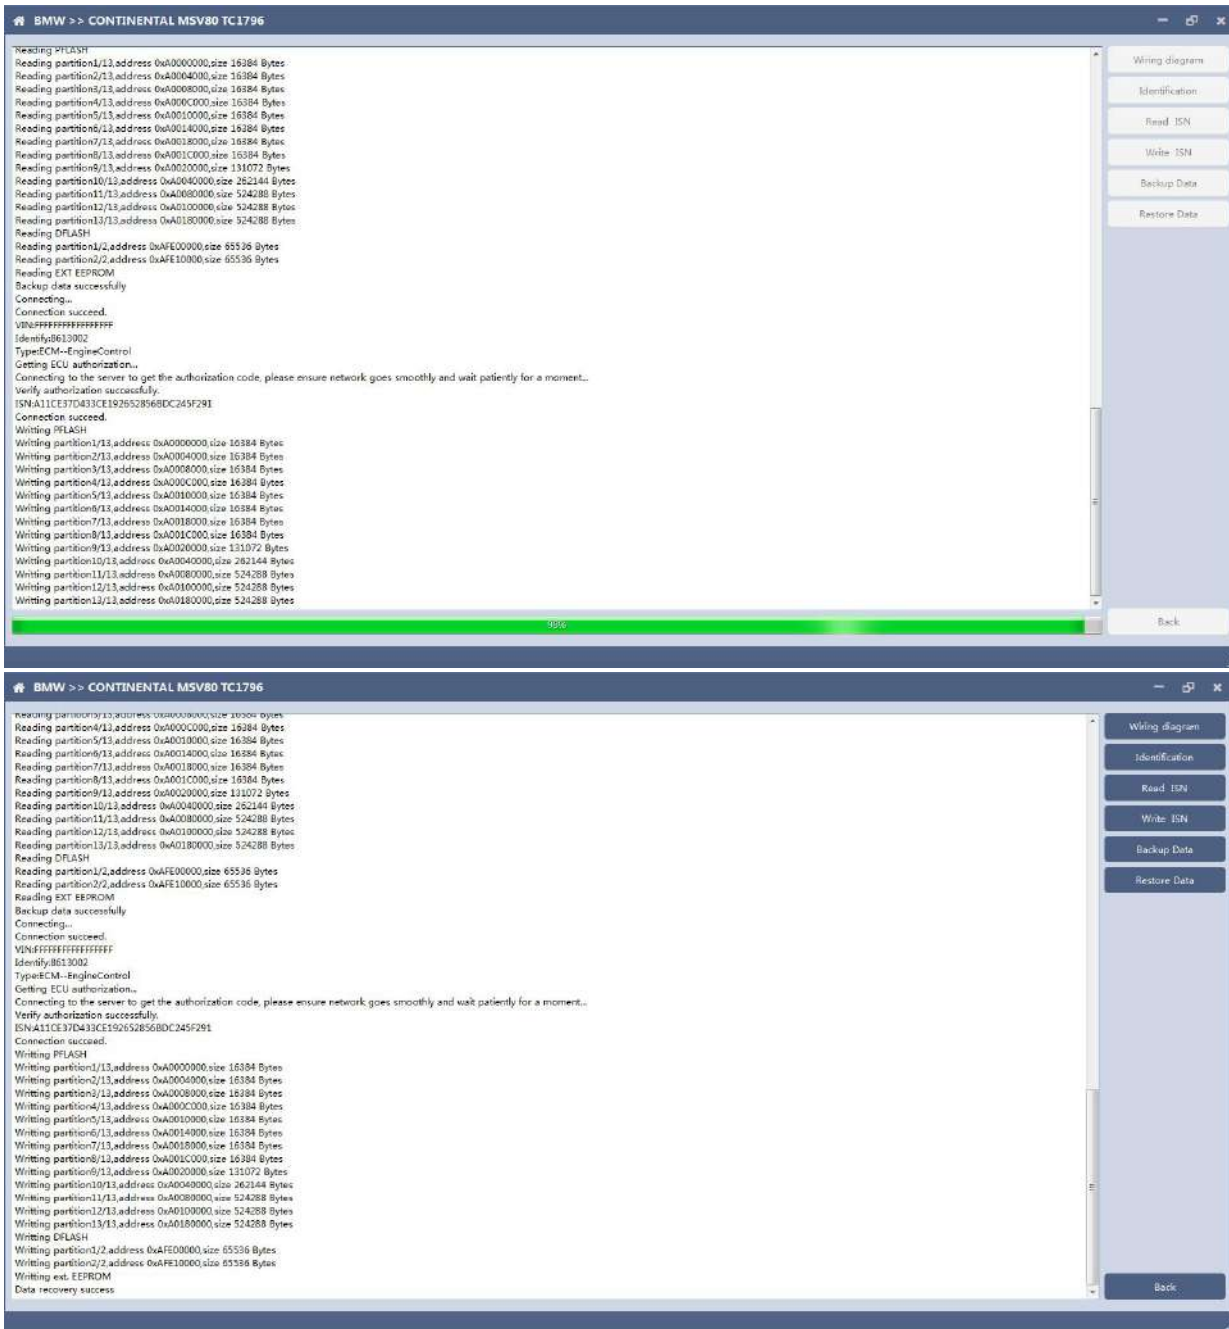 BMW >> CONTINENTAL MSV80 TC1796
Reading PFLASH
Reading partition1/13,address 0xA0000000,size 16384 Bytes
Reading partition2/13,address 0xA0004000,size 16384 Bytes
Reading partition3/13,address 0xA0008000,size 16384 Bytes
Reading partition4/13,address 0xA000C000,size 16384 Bytes
Reading partition5/13,address 0xA0010000,size 16384 Bytes
Reading partition6/13,address 0xA0014000,size 16384 Bytes
Reading partition7/13,address 0xA0018000,size 16384 Bytes
Reading partition8/13,address 0xA001C000,size 16384 Bytes
Reading partition9/13,address 0xA0020000,size 131072 Bytes
Reading partition10/13,address 0xA0040000,size 262144 Bytes
Reading partition11/13,address 0xA0080000,size 524288 Bytes
Reading partition12/13,address 0xA0100000,size 524288 Bytes
Reading partition13/13,address 0xA0180000,size 524288 Bytes
Reading DFLASH
Reading partition1/2,address 0xAFE00000,size 65536 Bytes
Reading partition2/2,address 0xAFE10000,size 65536 Bytes
Reading EXT EEPROM
Backup data successfully
Connecting...
Connection succeed.
VIN:FFFFFFFFFFFFFFFFF
Identify:8613002
Type:ECM--EngineControl
Getting ECU authorization...
Connecting to the server to get the authorization code, please ensure network goes smoothly and wait patiently for a moment...
Verify authorization successfully.
ISN:A11CE37D433CE192652856BDC245F291
Connection succeed.
Writting PFLASH
Writting partition1/13,address 0xA0000000,size 16384 Bytes
Writting partition2/13,address 0xA0004000,size 16384 Bytes
Writting partition3/13,address 0xA0008000,size 16384 Bytes
Writting partition4/13,address 0xA000C000,size 16384 Bytes
Writting partition5/13,address 0xA0010000,size 16384 Bytes
Writting partition6/13,address 0xA0014000,size 16384 Bytes
Writting partition7/13,address 0xA0018000,size 16384 Bytes
Writting partition8/13,address 0xA001C000,size 16384 Bytes
Writting partition9/13,address 0xA0020000,size 131072 Bytes
Writting partition10/13,address 0xA0040000,size 262144 Bytes
Writting partition11/13,address 0xA0080000,size 524288 Bytes
Writting partition12/13,address 0xA0100000,size 524288 Bytes
Writting partition13/13,address 0xA0180000,size 524288 Bytes
98%
Wiring diagram
Identification
Read ISN
Write ISN
Backup Data
Restore Data
Back
BMW >> CONTINENTAL MSV80 TC1796
Reading partition3/13,address 0xA0008000,size 16384 Bytes
Reading partition4/13,address 0xA000C000,size 16384 Bytes
Reading partition5/13,address 0xA0010000,size 16384 Bytes
Reading partition6/13,address 0xA0014000,size 16384 Bytes
Reading partition7/13,address 0xA0018000,size 16384 Bytes
Reading partition8/13,address 0xA001C000,size 16384 Bytes
Reading partition9/13,address 0xA0020000,size 131072 Bytes
Reading partition10/13,address 0xA0040000,size 262144 Bytes
Reading partition11/13,address 0xA0080000,size 524288 Bytes
Reading partition12/13,address 0xA0100000,size 524288 Bytes
Reading partition13/13,address 0xA0180000,size 524288 Bytes
Reading DFLASH
Reading partition1/2,address 0xAFE00000,size 65536 Bytes
Reading partition2/2,address 0xAFE10000,size 65536 Bytes
Reading EXT EEPROM
Backup data successfully
Connecting...
Connection succeed.
VIN:FFFFFFFFFFFFFFFFF
Identify:8613002
Type:ECM--EngineControl
Getting ECU authorization...
Connecting to the server to get the authorization code, please ensure network goes smoothly and wait patiently for a moment...
Verify authorization successfully.
ISN:A11CE37D433CE192652856BDC245F291
Connection succeed.
Writting PFLASH
Writting partition1/13,address 0xA0000000,size 16384 Bytes
Writting partition2/13,address 0xA0004000,size 16384 Bytes
Writting partition3/13,address 0xA0008000,size 16384 Bytes
Writting partition4/13,address 0xA000C000,size 16384 Bytes
Writting partition5/13,address 0xA0010000,size 16384 Bytes
Writting partition6/13,address 0xA0014000,size 16384 Bytes
Writting partition7/13,address 0xA0018000,size 16384 Bytes
Writting partition8/13,address 0xA001C000,size 16384 Bytes
Writting partition9/13,address 0xA0020000,size 131072 Bytes
Writting partition10/13,address 0xA0040000,size 262144 Bytes
Writting partition11/13,address 0xA0080000,size 524288 Bytes
Writting partition12/13,address 0xA0100000,size 524288 Bytes
Writting partition13/13,address 0xA0180000,size 524288 Bytes
Writting DFLASH
Writting partition1/2,address 0xAFE00000,size 65536 Bytes
Writting partition2/2,address 0xAFE10000,size 65536 Bytes
Writting ext. EEPROM
Data recovery success
Wiring diagram
Identification
Read ISN
Write ISN
Backup Data
Restore Data
Back